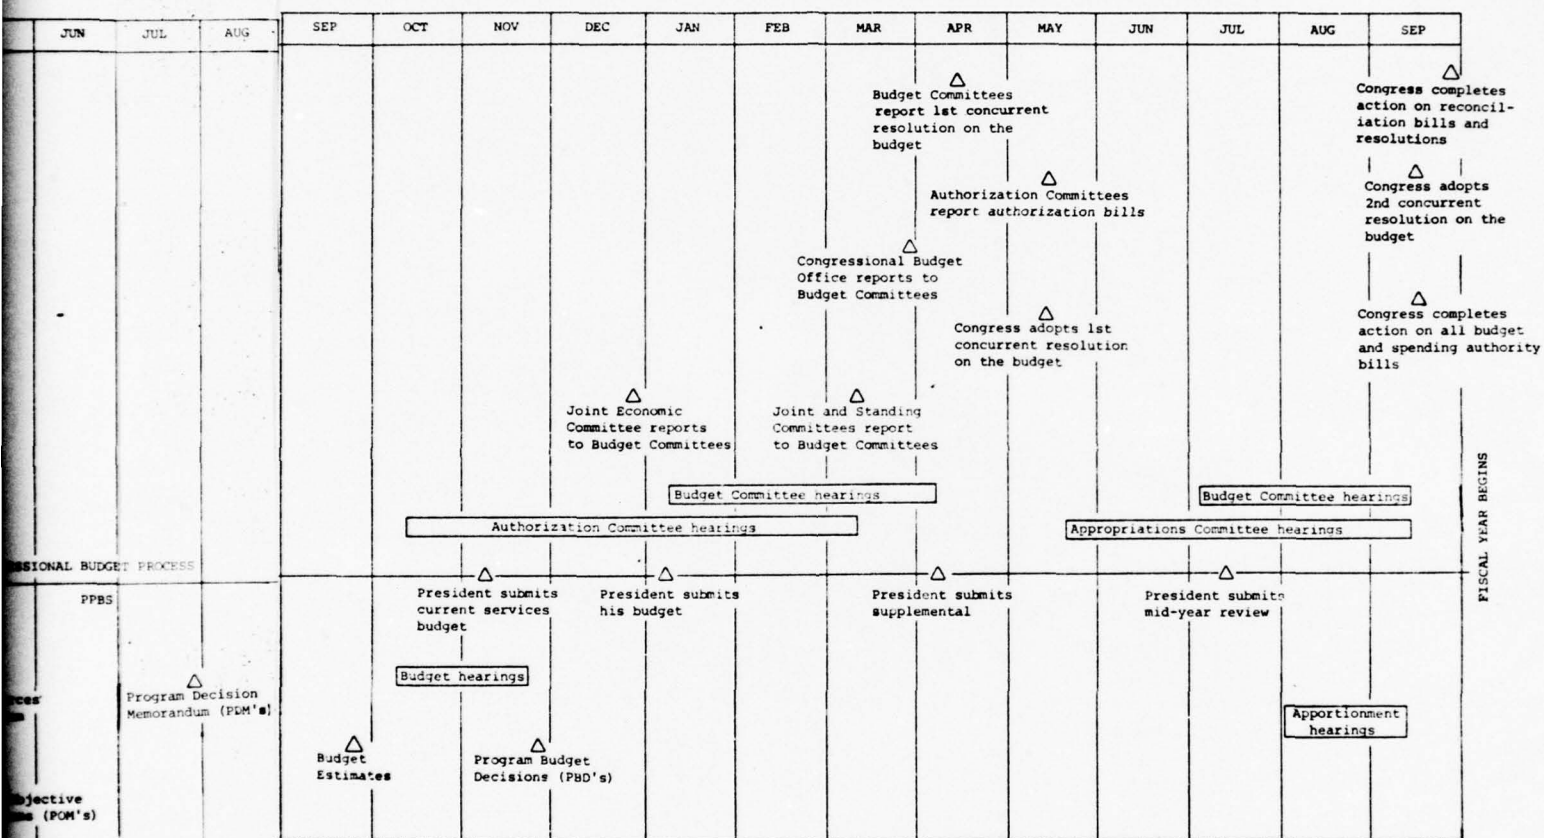 JUN JUL AUG SEP OCT NOV DEC JAN FEB MAR APR MAY JUN JUL AUG SEP
Budget Committees
report 1st concurrent
resolution on the
budget
Congress completes
action on reconcil-
iation bills and
resolutions
Authorization Committees
report authorization bills
Congress adopts
2nd concurrent
resolution on the
budget
Congressional Budget
Office reports to
Budget Committees
Congress adopts 1st
concurrent resolution
on the budget
Congress completes
action on all budget
and spending authority
bills
Joint Economic
Committee reports
to Budget Committees
Joint and Standing
Committees report
to Budget Committees
Budget Committee hearings
Budget Committee hearings
Authorization Committee hearings
Appropriations Committee hearings
FISCAL YEAR BEGINS
SSIONAL BUDGET PROCESS
PPBS
President submits
current services
budget
President submits
his budget
President submits
supplemental
President submits
mid-year review
Budget hearings
Program Decision
Memorandum (PDM's)
Apportionment
hearings
Budget
Estimates
Program Budget
Decisions (PBD's)
bjective
(POM's)